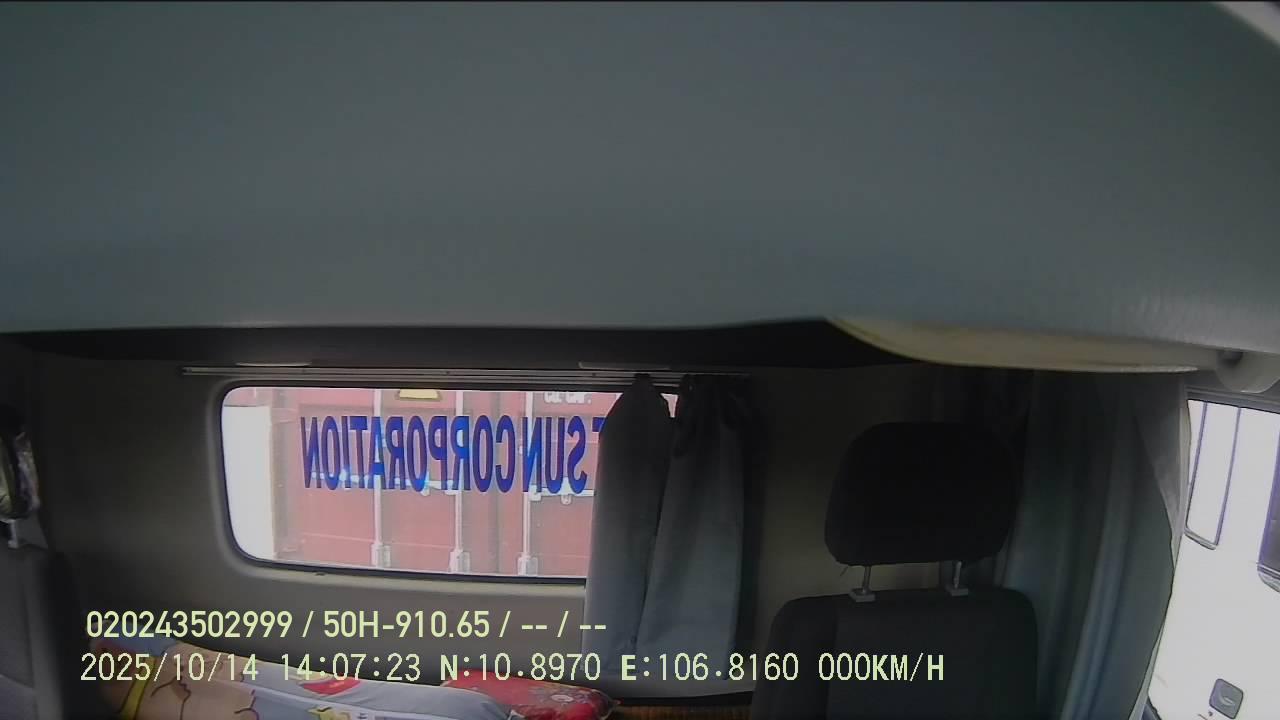 T SUN CORPORATION
020243502999 / 50H-910.65 / -- / --
2025/10/14 14:07:23 N:10.8970 E:106.8160 000KM/H